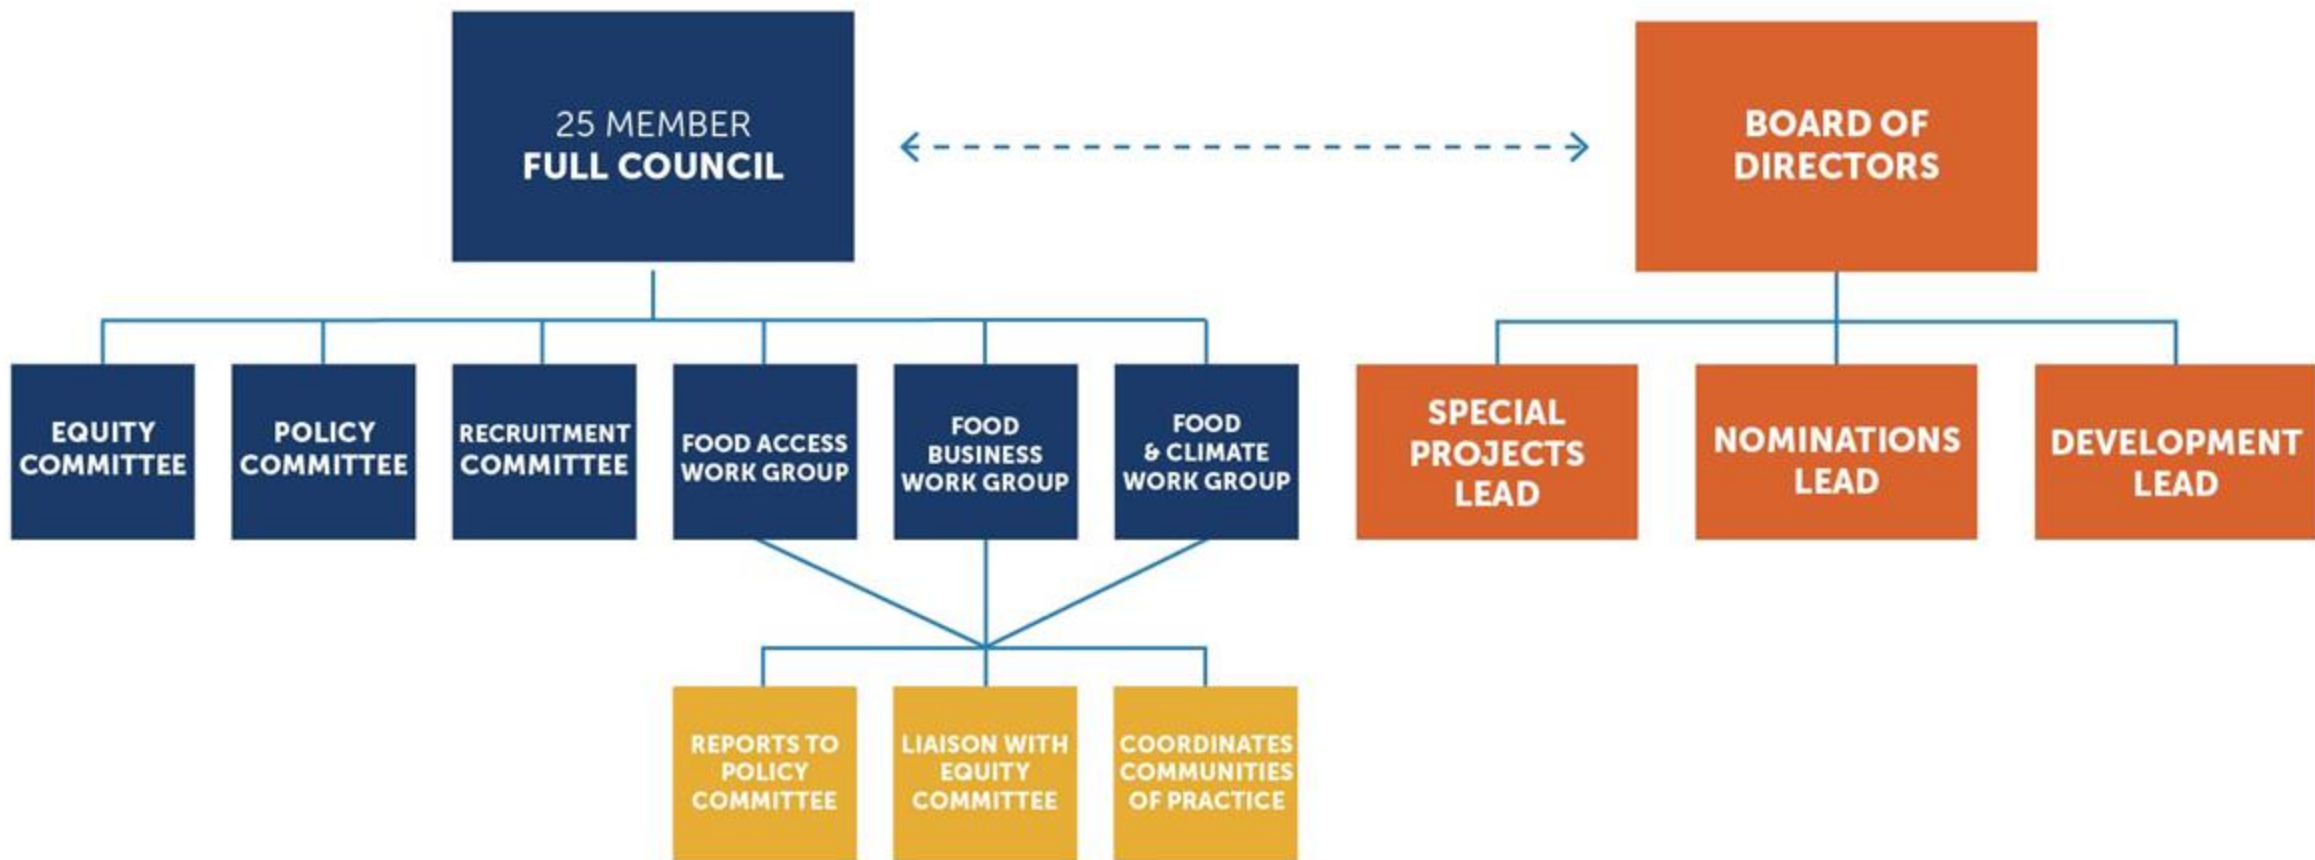 25 MEMBER
FULL COUNCIL
BOARD OF
DIRECTORS
EQUITY
COMMITTEE
POLICY
COMMITTEE
RECRUITMENT
COMMITTEE
FOOD ACCESS
WORK GROUP
FOOD
BUSINESS
WORK GROUP
FOOD
& CLIMATE
WORK GROUP
SPECIAL
PROJECTS
LEAD
NOMINATIONS
LEAD
DEVELOPMENT
LEAD
REPORTS TO
POLICY
COMMITTEE
LIAISON WITH
EQUITY
COMMITTEE
COORDINATES
COMMUNITIES
OF PRACTICE